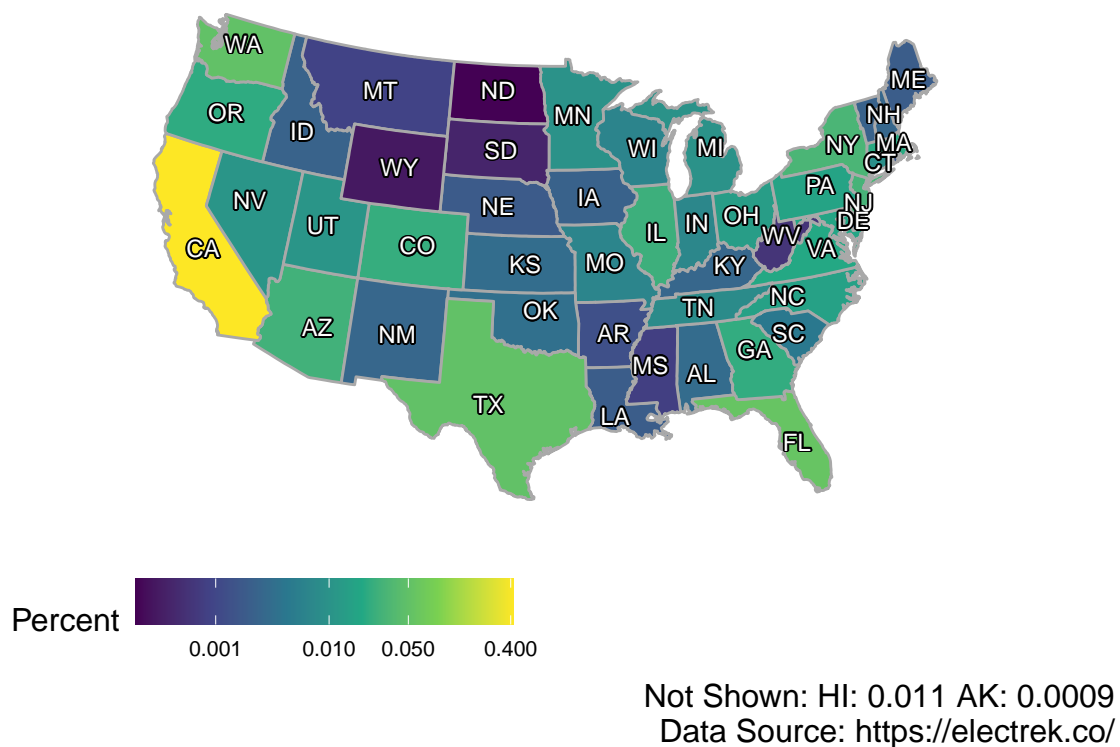 WA
MT
ND
ME
OR
ID
MN
NH
SD
WI
MI
NY
MA
WY
CT
NV
NE
IA
PA
UT
CO
IL
IN
OH
NJ
DE
CA
KS
MO
KY
WV
VA
AZ
NM
OK
TN
NC
AR
SC
MS
AL
GA
TX
LA
FL
Percent
0.001 0.010 0.050 0.400
Not Shown: HI: 0.011 AK: 0.0009
Data Source: https://electrek.co/